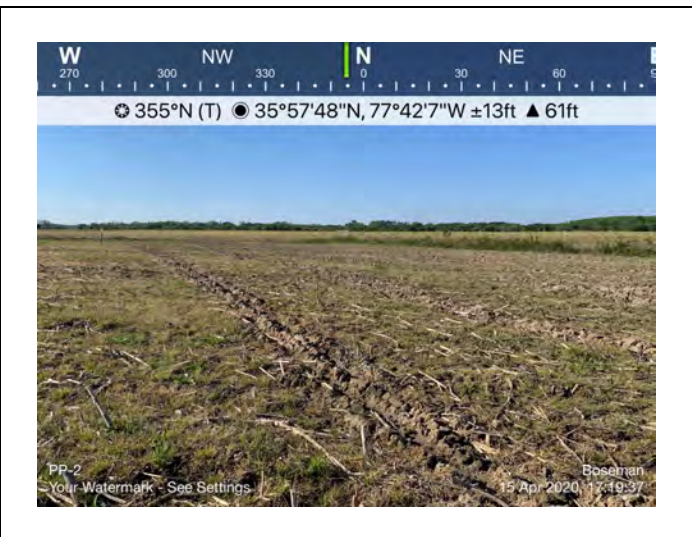 W NW N NE
270 300 330 0 30 60
355°N (T) 35°57'48"N, 77°42'7"W ±13ft ▲ 61ft
PP-2 Boseman
Your Watermark - See Settings 15 Apr 2020, 17:19:37